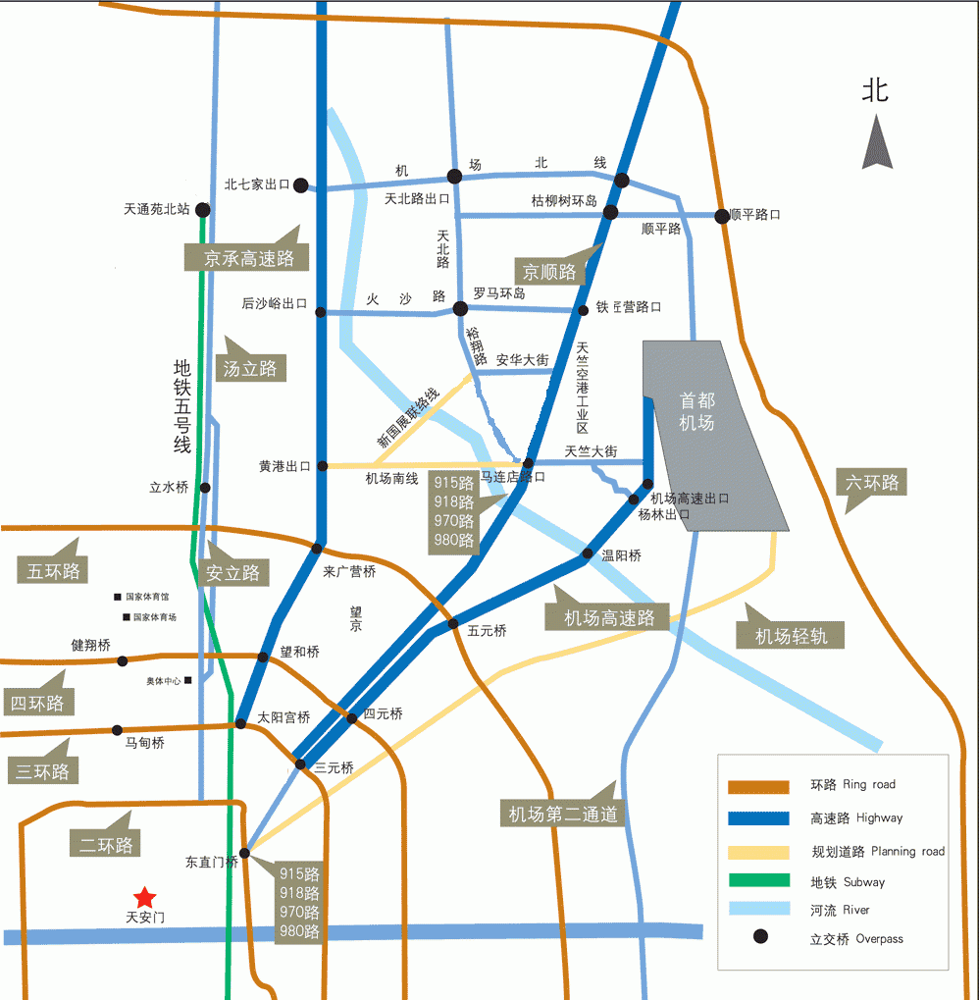 北
机 场 北 线
北七家出口
天北路出口
枯柳树环岛
天通苑北站
顺平路口
顺平路
京承高速路
天北路
京顺路
后沙峪出口
火 沙 路
罗马环岛
铁匠营路口
地铁五号线
汤立路
裕翔路
安华大街
天竺空港工业区
首都
机场
新国展联络线
黄港出口
机场南线
马连店路口
天竺大街
915路
918路
970路
980路
立水桥
机场高速出口
杨林出口
六环路
五环路
安立路
来广营桥
温阳桥
国家体育馆
国家体育场
望京
五元桥
机场高速路
机场轻轨
健翔桥
望和桥
奥体中心
四环路
太阳宫桥
四元桥
马甸桥
三环路
三元桥
机场第二通道
二环路
东直门桥
915路
918路
970路
980路
天安门
环路 Ring road
高速路 Highway
规划道路 Planning road
地铁 Subway
河流 River
立交桥 Overpass